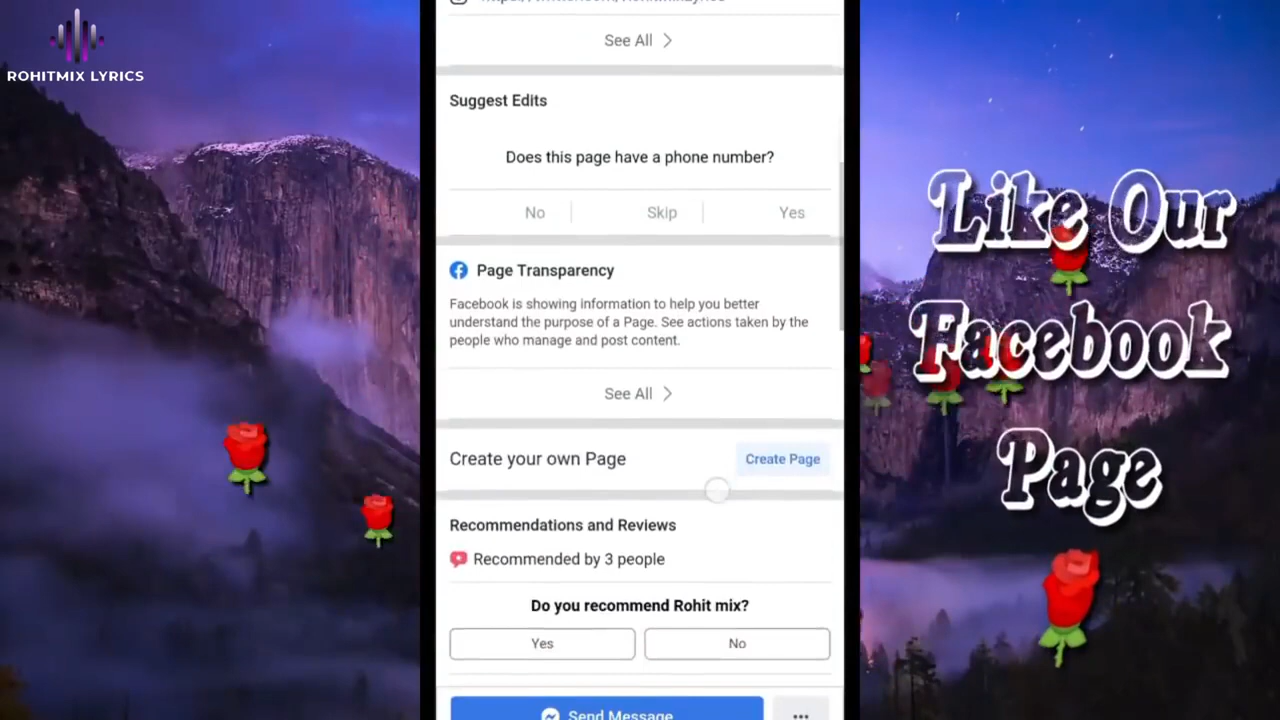 ROHITMIX LYRICS
See All
Suggest Edits
Does this page have a phone number?
No Skip Yes
Page Transparency
Facebook is showing information to help you better
understand the purpose of a Page. See actions taken by the
people who manage and post content.
See All
Create your own Page Create Page
Recommendations and Reviews
Recommended by 3 people
Do you recommend Rohit mix?
Yes No
Send Message
Like Our
Facebook
Page